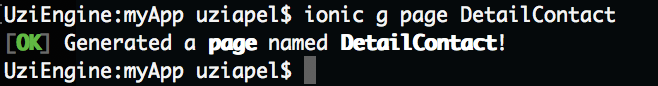 UziEngine:myApp uziapel$ ionic g page DetailContact
[OK] Generated a page named DetailContact!
UziEngine:myApp uziapel$